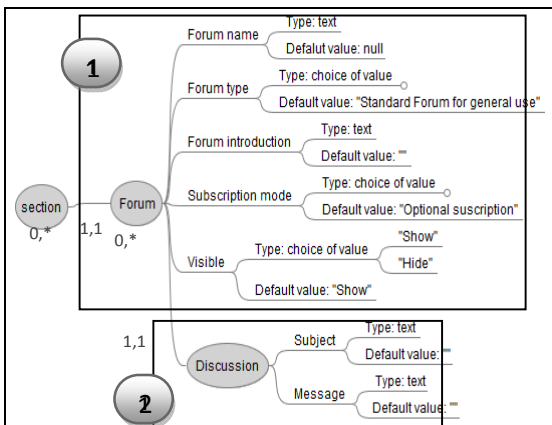 1
Forum name
Type: text
Defalut value: null
Forum type
Type: choice of value
Default value: "Standard Forum for general use"
Forum introduction
Type: text
Default value: ""
section
Forum
Subscription mode
Type: choice of value
Default value: "Optional suscription"
0,*
1,1
0,*
Visible
Type: choice of value
"Show"
"Hide"
Default value: "Show"
1,1
Discussion
Subject
Type: text
Default value: ""
Message
Type: text
Default value: ""
2